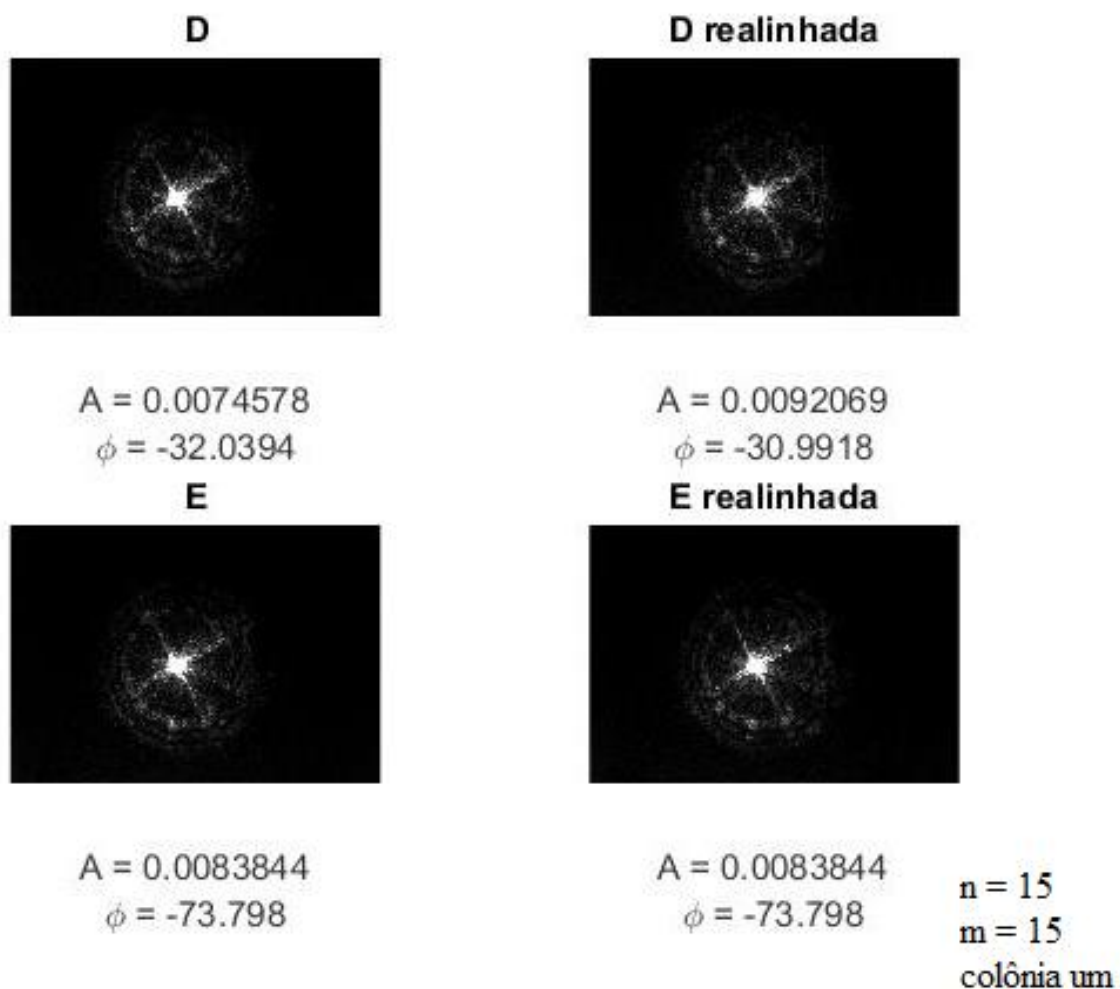 D
D realinhada
A = 0.0074578
ϕ = -32.0394
A = 0.0092069
ϕ = -30.9918
E
E realinhada
A = 0.0083844
ϕ = -73.798
A = 0.0083844
ϕ = -73.798
n = 15
m = 15
colônia um